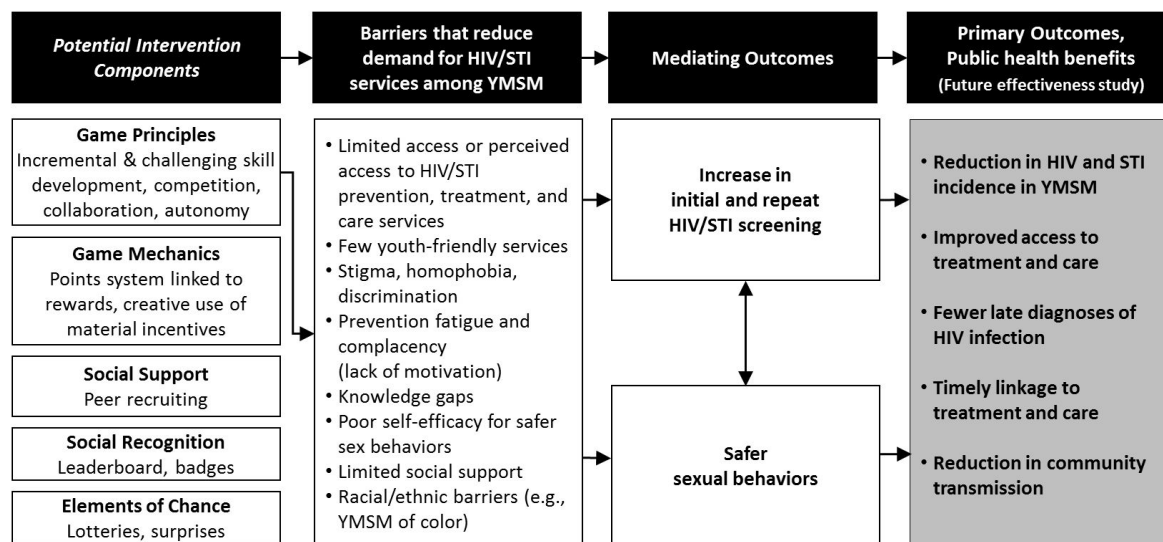 Potential Intervention
Components
Barriers that reduce
demand for HIV/STI
services among YMSM
Mediating Outcomes
Primary Outcomes,
Public health benefits
(Future effectiveness study)
Game Principles
Incremental & challenging skill
development, competition,
collaboration, autonomy
Game Mechanics
Points system linked to
rewards, creative use of
material incentives
Social Support
Peer recruiting
Social Recognition
Leaderboard, badges
Elements of Chance
Lotteries, surprises
• Limited access or perceived
access to HIV/STI
prevention, treatment, and
care services
• Few youth-friendly services
• Stigma, homophobia,
discrimination
• Prevention fatigue and
complacency
(lack of motivation)
• Knowledge gaps
• Poor self-efficacy for safer
sex behaviors
• Limited social support
• Racial/ethnic barriers (e.g.,
YMSM of color)
Increase in
initial and repeat
HIV/STI screening
Safer
sexual behaviors
• Reduction in HIV and STI
incidence in YMSM
• Improved access to
treatment and care
• Fewer late diagnoses of
HIV infection
• Timely linkage to
treatment and care
• Reduction in community
transmission